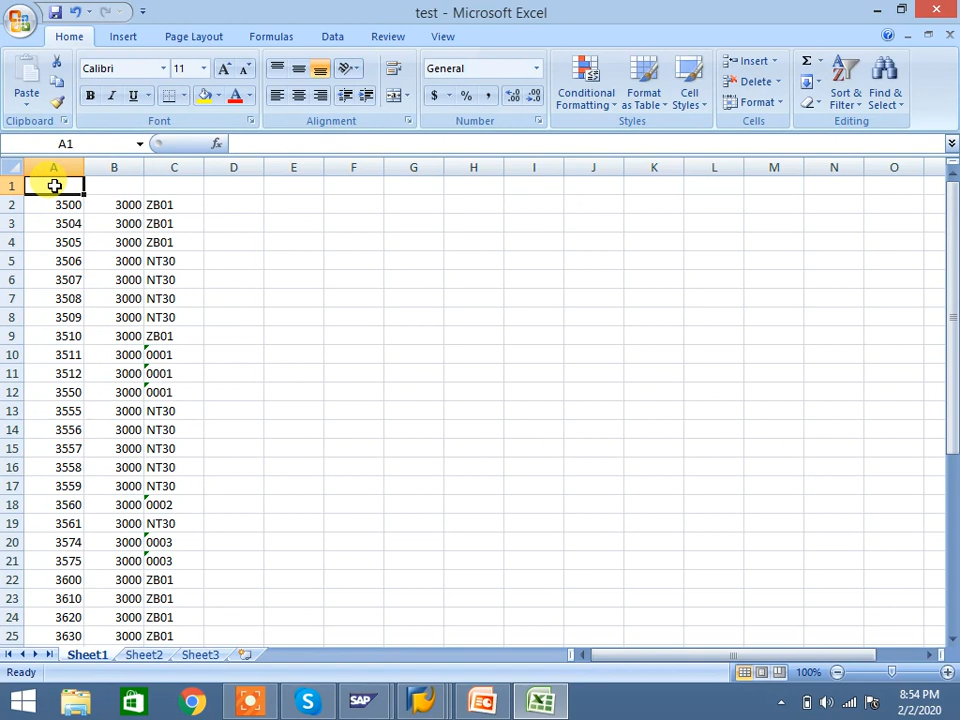 test - Microsoft Excel
Home Insert Page Layout Formulas Data Review View
Paste
Clipboard
Calibri 11 A A
B I U A
Font
Alignment
General
$ % , .0 .00 .00 .0
Number
Conditional Formatting
Format as Table
Cell Styles
Styles
Insert
Delete
Format
Cells
Σ
Sort & Filter
Find & Select
Editing
A1 fx
A B C D E F G H I J K L M N O
1
2 3500 3000 ZB01
3 3504 3000 ZB01
4 3505 3000 ZB01
5 3506 3000 NT30
6 3507 3000 NT30
7 3508 3000 NT30
8 3509 3000 NT30
9 3510 3000 ZB01
10 3511 3000 0001
11 3512 3000 0001
12 3550 3000 0001
13 3555 3000 NT30
14 3556 3000 NT30
15 3557 3000 NT30
16 3558 3000 NT30
17 3559 3000 NT30
18 3560 3000 0002
19 3561 3000 NT30
20 3574 3000 0003
21 3575 3000 0003
22 3600 3000 ZB01
23 3610 3000 ZB01
24 3620 3000 ZB01
25 3630 3000 ZB01
Sheet1 Sheet2 Sheet3
Ready 100%
SAP
8:54 PM
2/2/2020